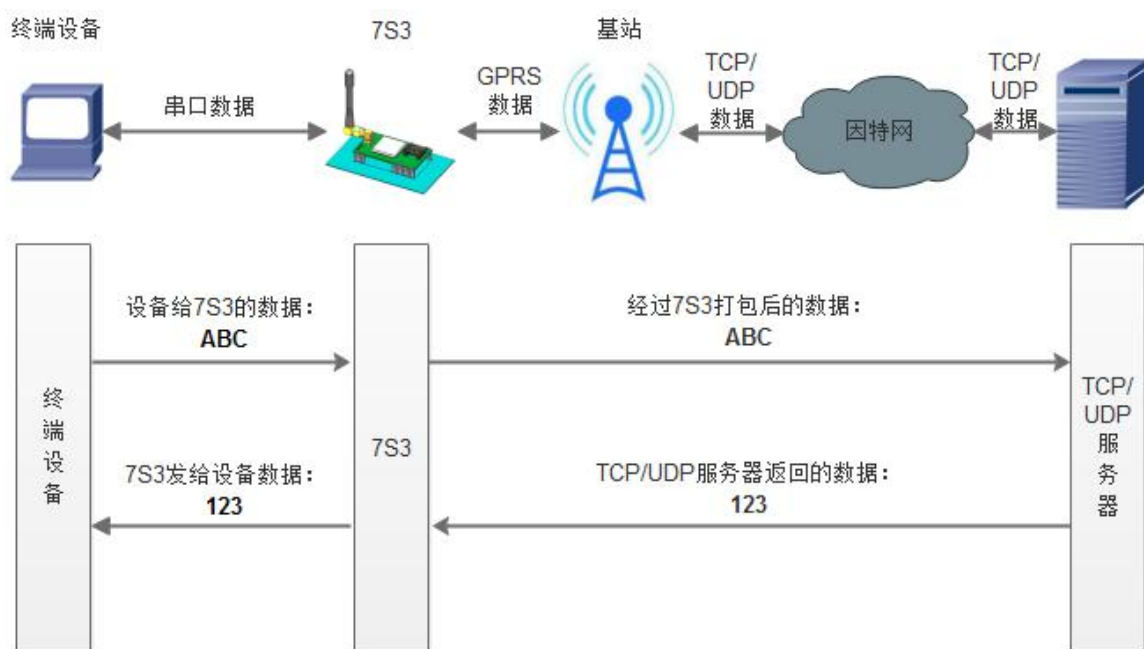 终端设备
7S3
基站
串口数据
GPRS
数据
TCP/
UDP
数据
因特网
TCP/
UDP
数据
设备给7S3的数据：
ABC
经过7S3打包后的数据：
ABC
终
端
设
备
7S3
TCP/
UDP
服
务
器
7S3发给设备数据：
123
TCP/UDP服务器返回的数据：
123